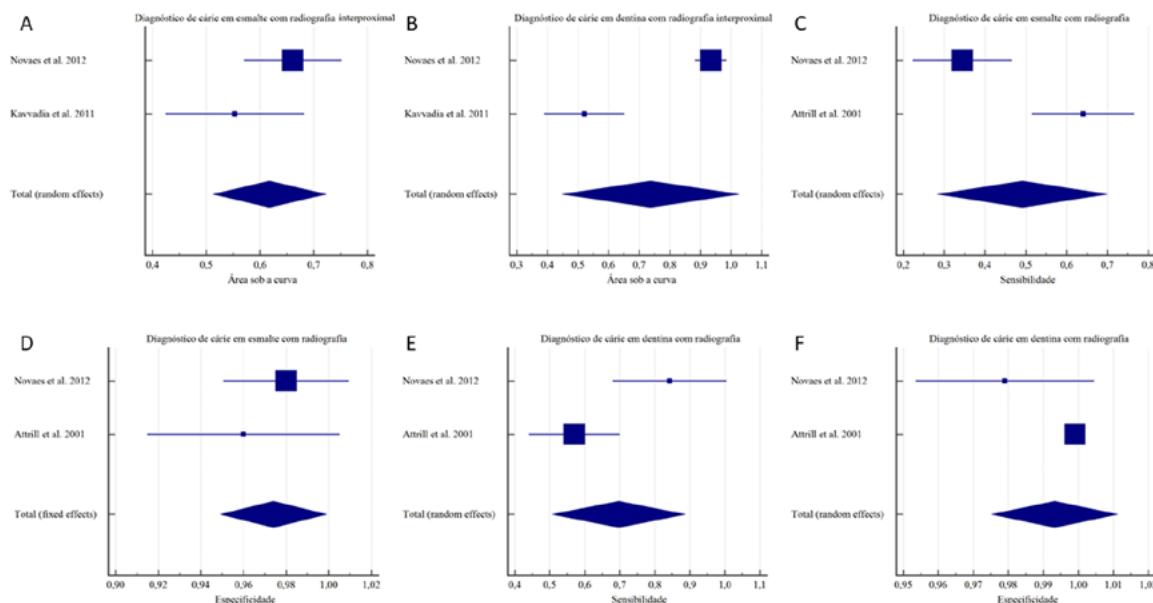 A
Diagnóstico de cárie em esmalte com radiografia interproximal
Novaes et al. 2012
Kavvadia et al. 2011
Total (random effects)
0,4 0,5 0,6 0,7 0,8
Área sob a curva
B
Diagnóstico de cárie em dentina com radiografia interproximal
Novaes et al. 2012
Kavvadia et al. 2011
Total (random effects)
0,3 0,4 0,5 0,6 0,7 0,8 0,9 1,0 1,1
Área sob a curva
C
Diagnóstico de cárie em esmalte com radiografia
Novaes et al. 2012
Attrill et al. 2001
Total (random effects)
0,2 0,3 0,4 0,5 0,6 0,7 0,8
Sensibilidade
D
Diagnóstico de cárie em esmalte com radiografia
Novaes et al. 2012
Attrill et al. 2001
Total (fixed effects)
0,90 0,92 0,94 0,96 0,98 1,00 1,02
Especificidade
E
Diagnóstico de cárie em dentina com radiografia
Novaes et al. 2012
Attrill et al. 2001
Total (random effects)
0,4 0,5 0,6 0,7 0,8 0,9 1,0 1,1
Sensibilidade
F
Diagnóstico de cárie em dentina com radiografia
Novaes et al. 2012
Attrill et al. 2001
Total (random effects)
0,95 0,96 0,97 0,98 0,99 1,00 1,01 1,02
Especificidade